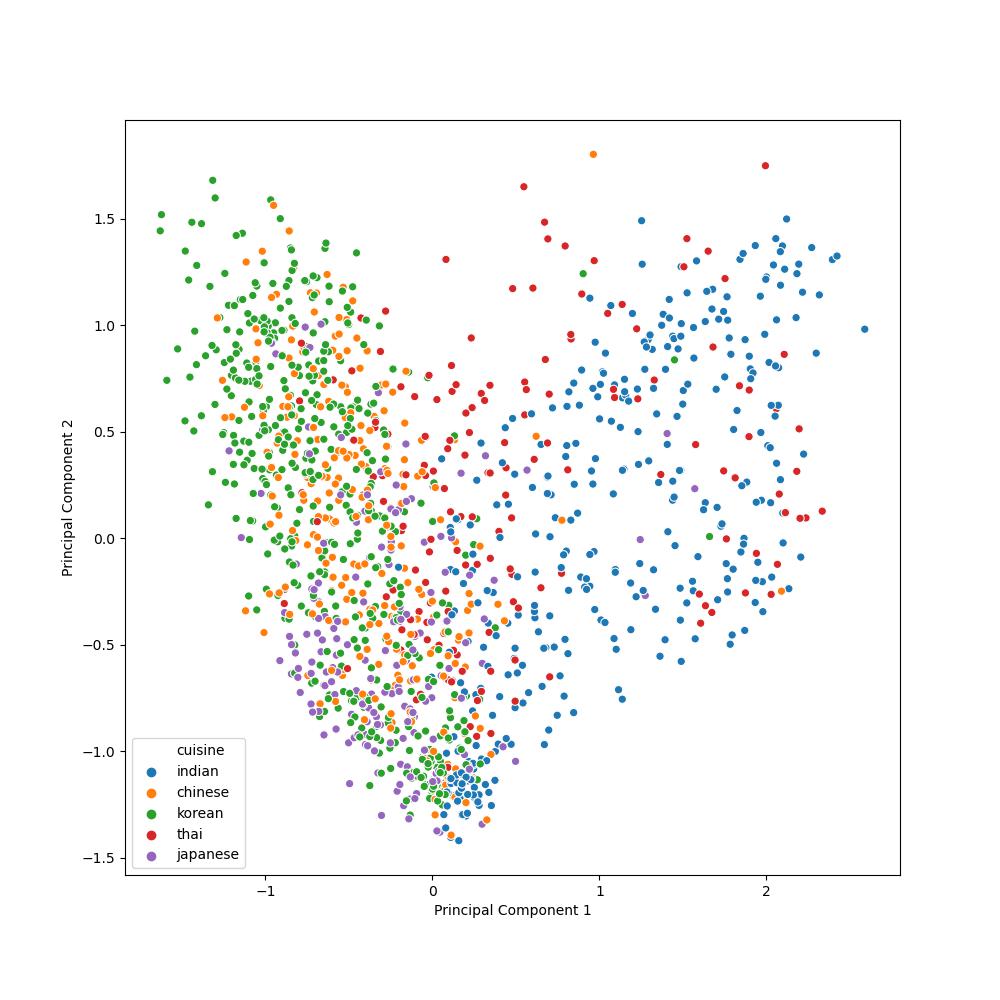 1.5
1.0
0.5
0.0
−0.5
−1.0
−1.5
Principal Component 2
cuisine
indian
chinese
korean
thai
japanese
−1
0
1
2
Principal Component 1